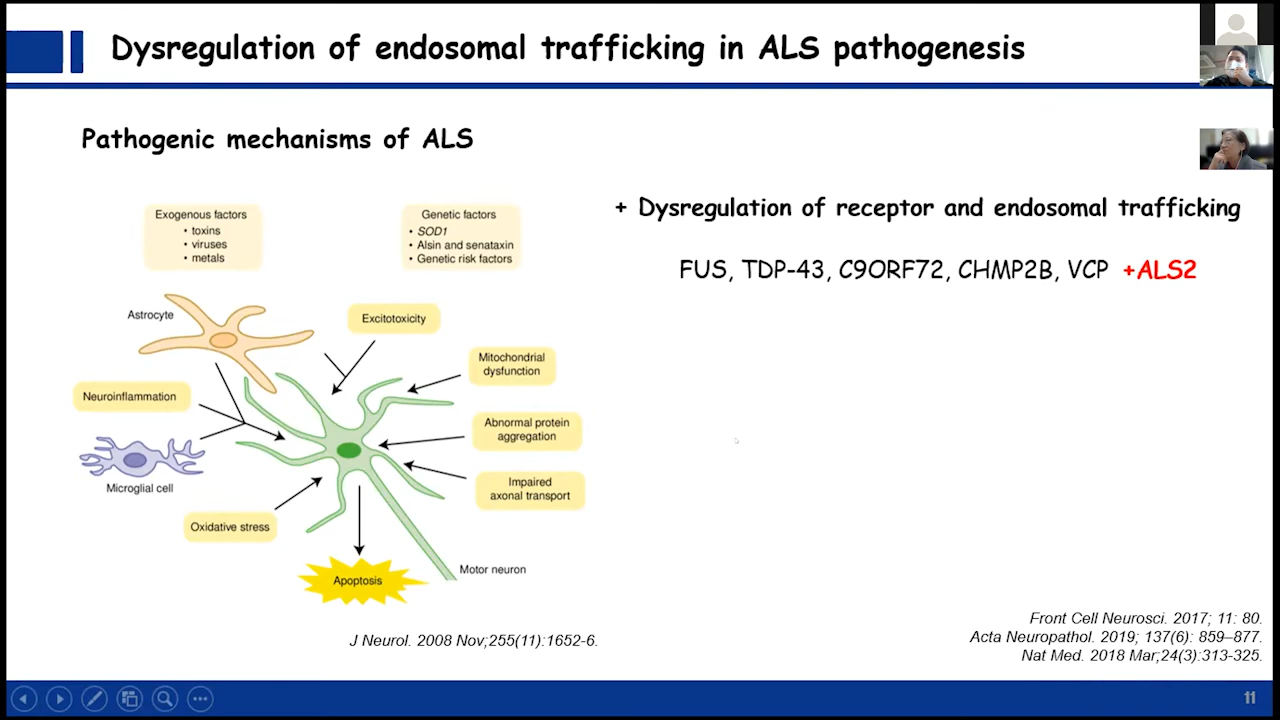 Dysregulation of endosomal trafficking in ALS pathogenesis
Pathogenic mechanisms of ALS
Exogenous factors
• toxins
• viruses
• metals
Genetic factors
• SOD1
• Alsin and senataxin
• Genetic risk factors
Astrocyte
Excitotoxicity
Mitochondrial
dysfunction
Neuroinflammation
Abnormal protein
aggregation
Microglial cell
Impaired
axonal transport
Oxidative stress
Apoptosis
Motor neuron
J Neurol. 2008 Nov;255(11):1652-6.
+ Dysregulation of receptor and endosomal trafficking
FUS, TDP-43, C9ORF72, CHMP2B, VCP +ALS2
Front Cell Neurosci. 2017; 11: 80.
Acta Neuropathol. 2019; 137(6): 859–877.
Nat Med. 2018 Mar;24(3):313-325.
11